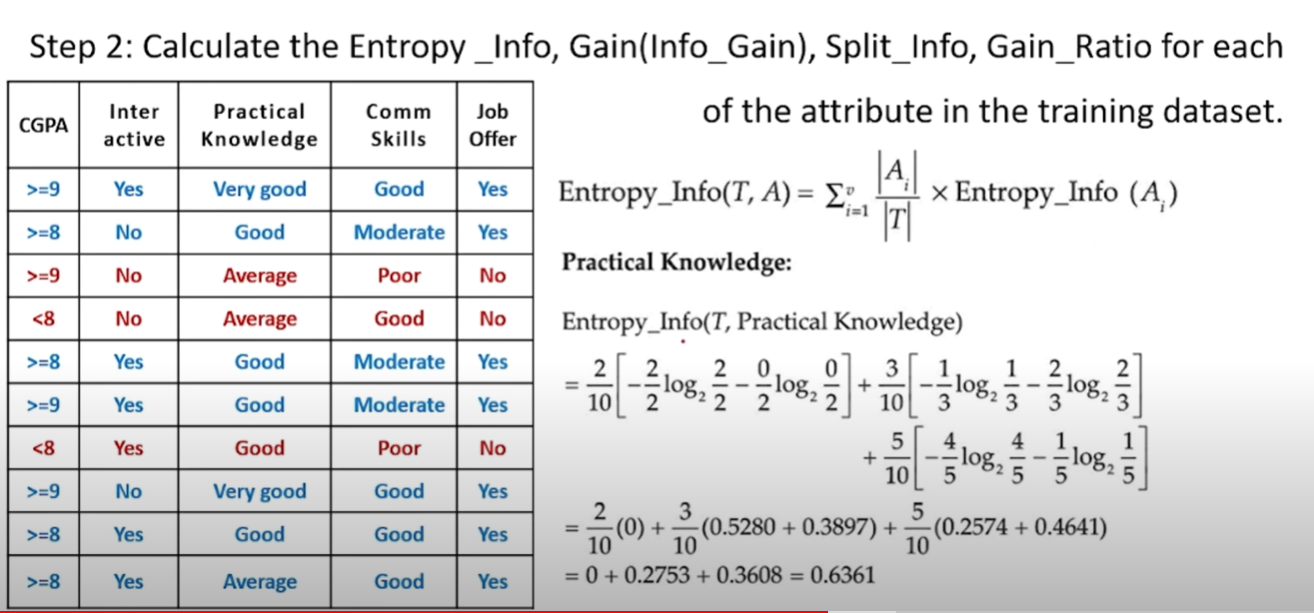 Step 2: Calculate the Entropy _Info, Gain(Info_Gain), Split_Info, Gain_Ratio for each
of the attribute in the training dataset.
CGPA Inter active Practical Knowledge Comm Skills Job Offer
>=9 Yes Very good Good Yes
>=8 No Good Moderate Yes
>=9 No Average Poor No
<8 No Average Good No
>=8 Yes Good Moderate Yes
>=9 Yes Good Moderate Yes
<8 Yes Good Poor No
>=9 No Very good Good Yes
>=8 Yes Good Good Yes
>=8 Yes Average Good Yes
Entropy_Info(T, A) = Σᵛᵢ₌₁ |Aᵢ|/|T| × Entropy_Info (Aᵢ)
Practical Knowledge:
Entropy_Info(T, Practical Knowledge)
= 2/10 [−2/2 log₂ 2/2 − 0/2 log₂ 0/2] + 3/10 [−1/3 log₂ 1/3 − 2/3 log₂ 2/3]
+ 5/10 [−4/5 log₂ 4/5 − 1/5 log₂ 1/5]
= 2/10 (0) + 3/10 (0.5280 + 0.3897) + 5/10 (0.2574 + 0.4641)
= 0 + 0.2753 + 0.3608 = 0.6361